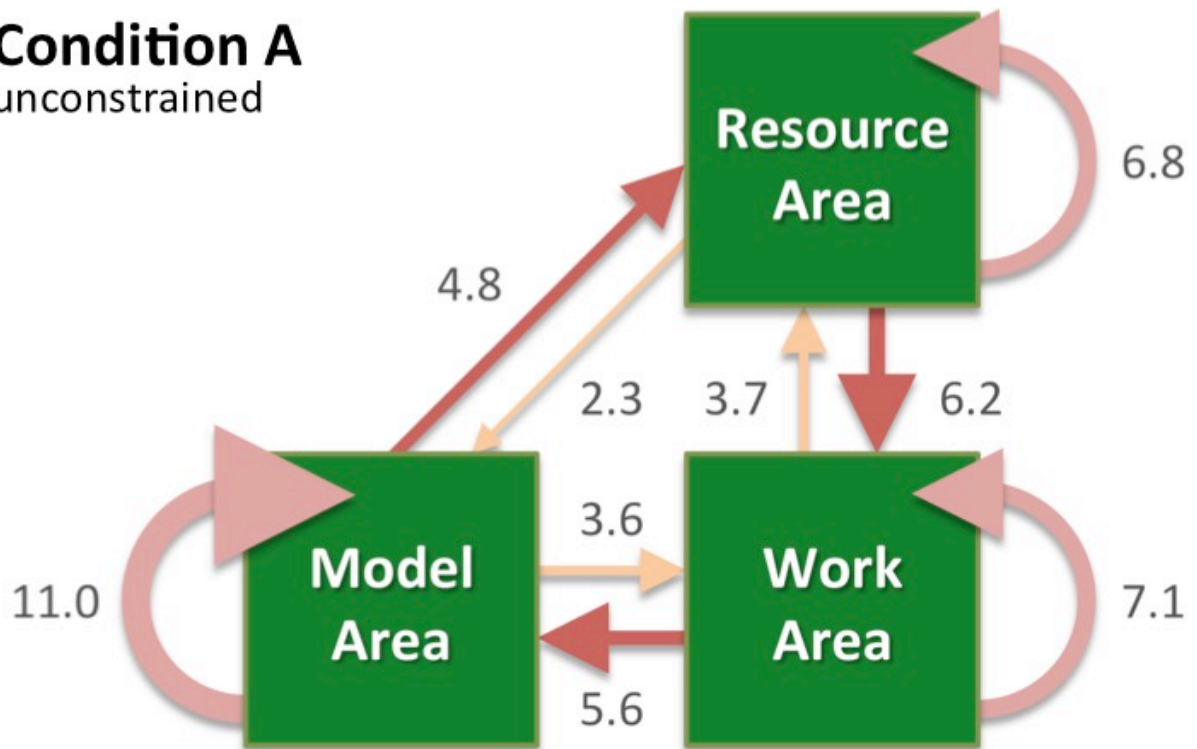 Condition A
unconstrained
Resource
Area
6.8
4.8
2.3
3.7
6.2
3.6
Model
Area
Work
Area
11.0
7.1
5.6